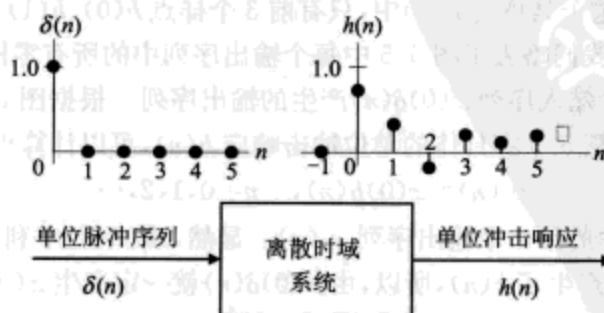 δ(n)
h(n)
1.0
1.0
0
1 2 3 4 5
n
-1
0
1
2
3 4 5
n
单位脉冲序列
δ(n)
离散时域
系统
单位冲击响应
h(n)